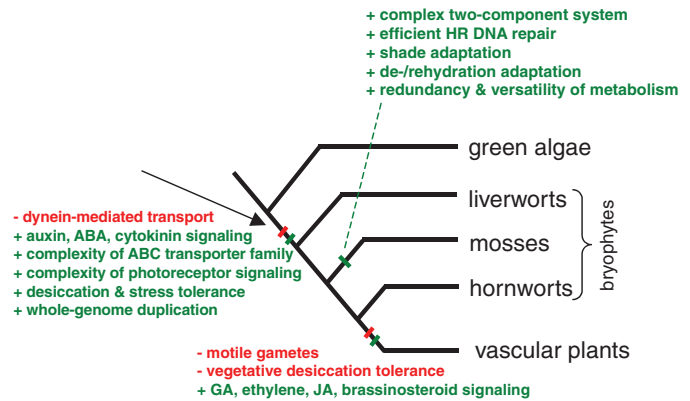 + complex two-component system
+ efficient HR DNA repair
+ shade adaptation
+ de-/rehydration adaptation
+ redundancy & versatility of metabolism
green algae
liverworts
mosses
hornworts
bryophytes
vascular plants
- dynein-mediated transport
+ auxin, ABA, cytokinin signaling
+ complexity of ABC transporter family
+ complexity of photoreceptor signaling
+ desiccation & stress tolerance
+ whole-genome duplication
- motile gametes
- vegetative desiccation tolerance
+ GA, ethylene, JA, brassinosteroid signaling